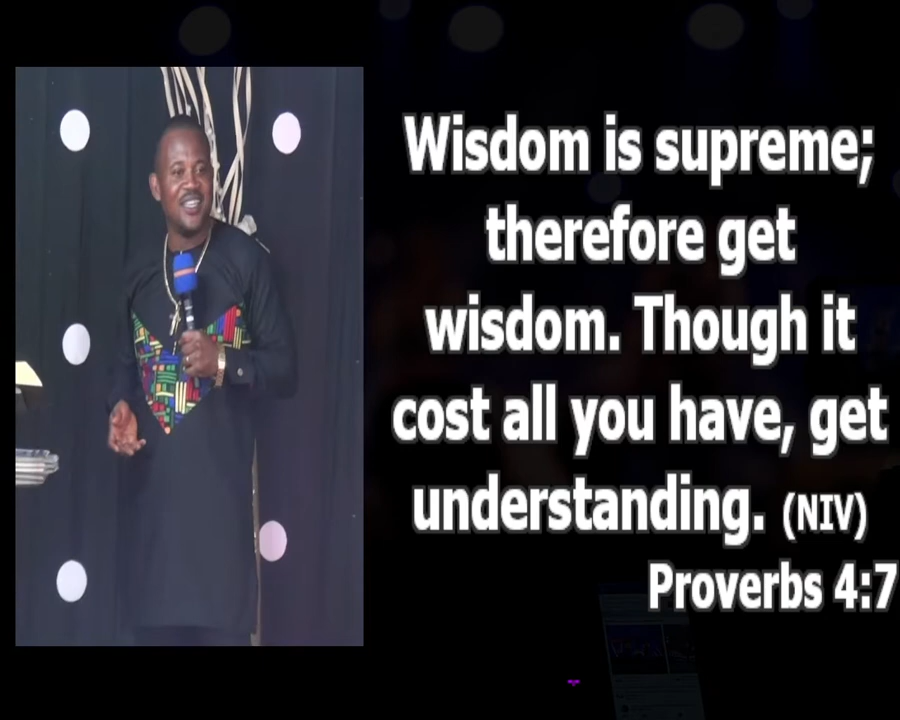 Wisdom is supreme;
therefore get
wisdom. Though it
cost all you have, get
understanding. (NIV)
Proverbs 4:7